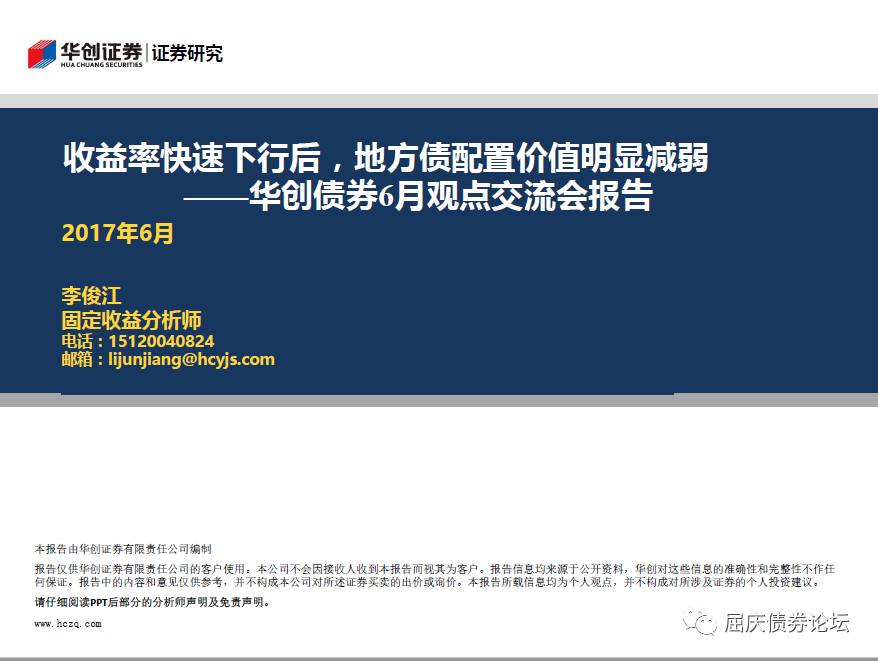 华创证券 | 证券研究
HUA CHUANG SECURITIES
收益率快速下行后，地方债配置价值明显减弱
——华创债券6月观点交流会报告
2017年6月
李俊江
固定收益分析师
电话：15120040824
邮箱：lijunjiang@hcyjs.com
本报告由华创证券有限责任公司编制
报告仅供华创证券有限责任公司的客户使用。本公司不会因接收人收到本报告而视其为客户。报告信息均来源于公开资料，华创对这些信息的准确性和完整性不作任
何保证。报告中的内容和意见仅供参考，并不构成本公司对所述证券买卖的出价或询价。本报告所载信息均为个人观点，并不构成对所涉及证券的个人投资建议。
请仔细阅读PPT后部分的分析师声明及免责声明。
www.hczq.com
屈庆债券论坛